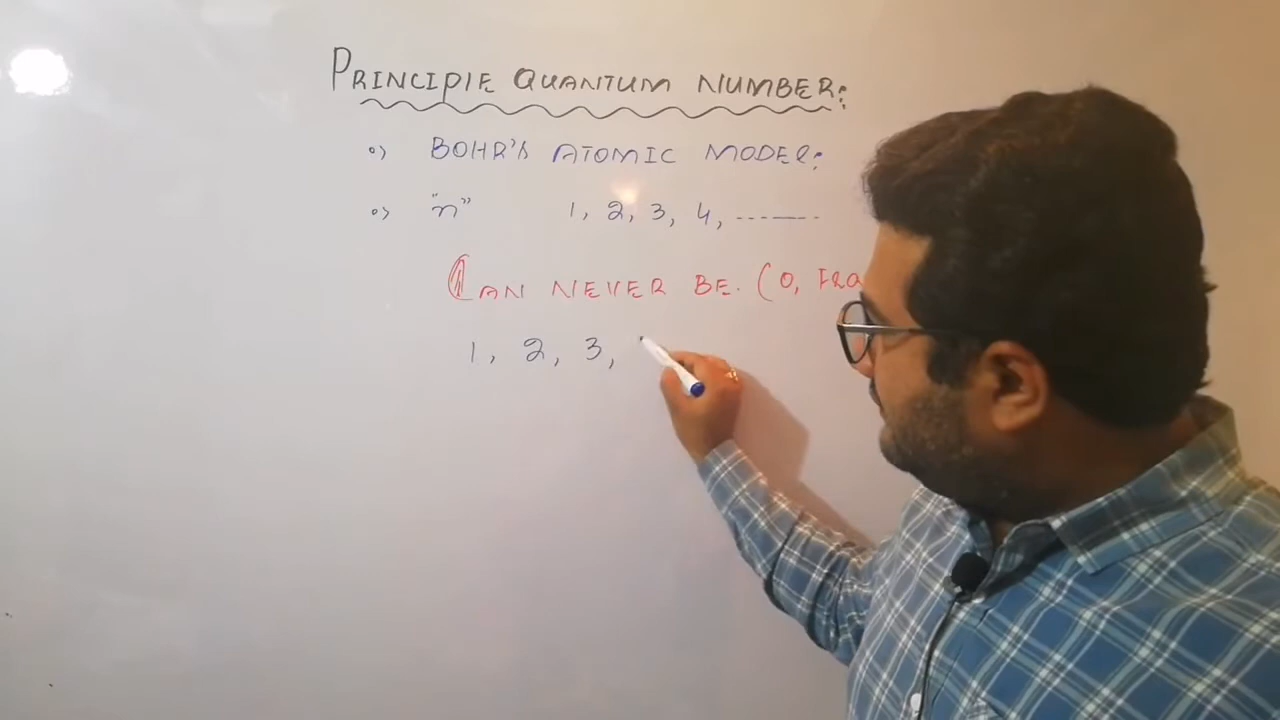 PRINCIPLE QUANTUM NUMBER:
BOHR'S ATOMIC MODEL:
"n" 1, 2, 3, 4, -------
CAN NEVER BE. (0, FRA
1, 2, 3,